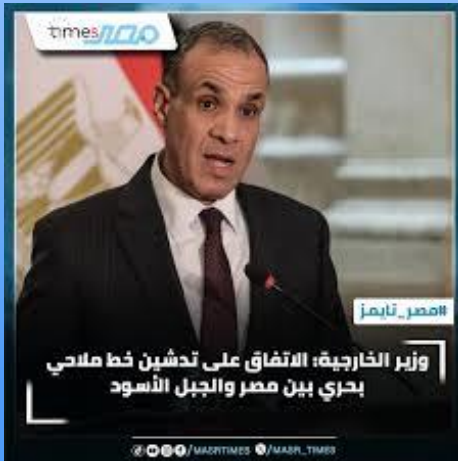 times مصر
#مصر_تايمز
وزير الخارجية: الاتفاق على تدشين خط ملاحي
بحري بين مصر والجبل الأسود
/MASRTIMES /MASR_TIMES